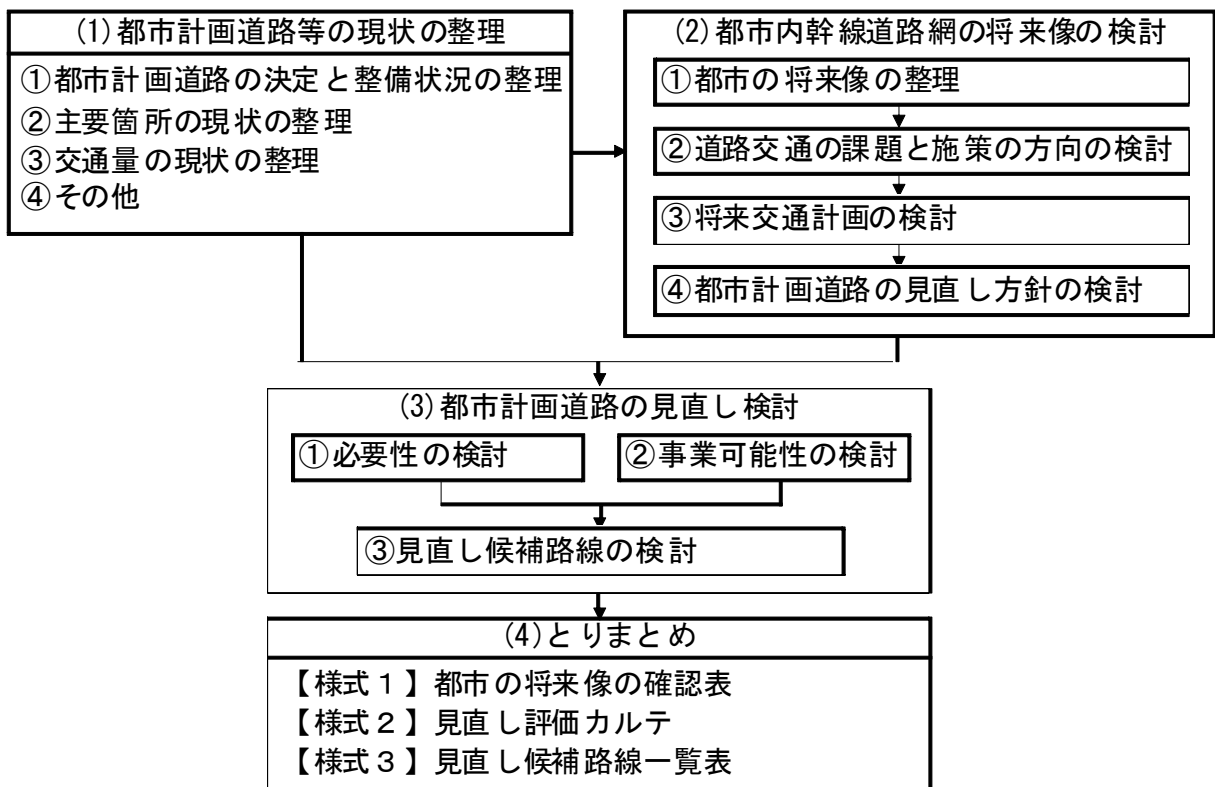 (1)都市計画道路等の現状の整理
①都市計画道路の決定と整備状況の整理
②主要箇所の現状の整理
③交通量の現状の整理
④その他
(2)都市内幹線道路網の将来像の検討
①都市の将来像の整理
②道路交通の課題と施策の方向の検討
③将来交通計画の検討
④都市計画道路の見直し方針の検討
(3)都市計画道路の見直し検討
①必要性の検討
②事業可能性の検討
③見直し候補路線の検討
(4)とりまとめ
【様式１】都市の将来像の確認表
【様式２】見直し評価カルテ
【様式３】見直し候補路線一覧表